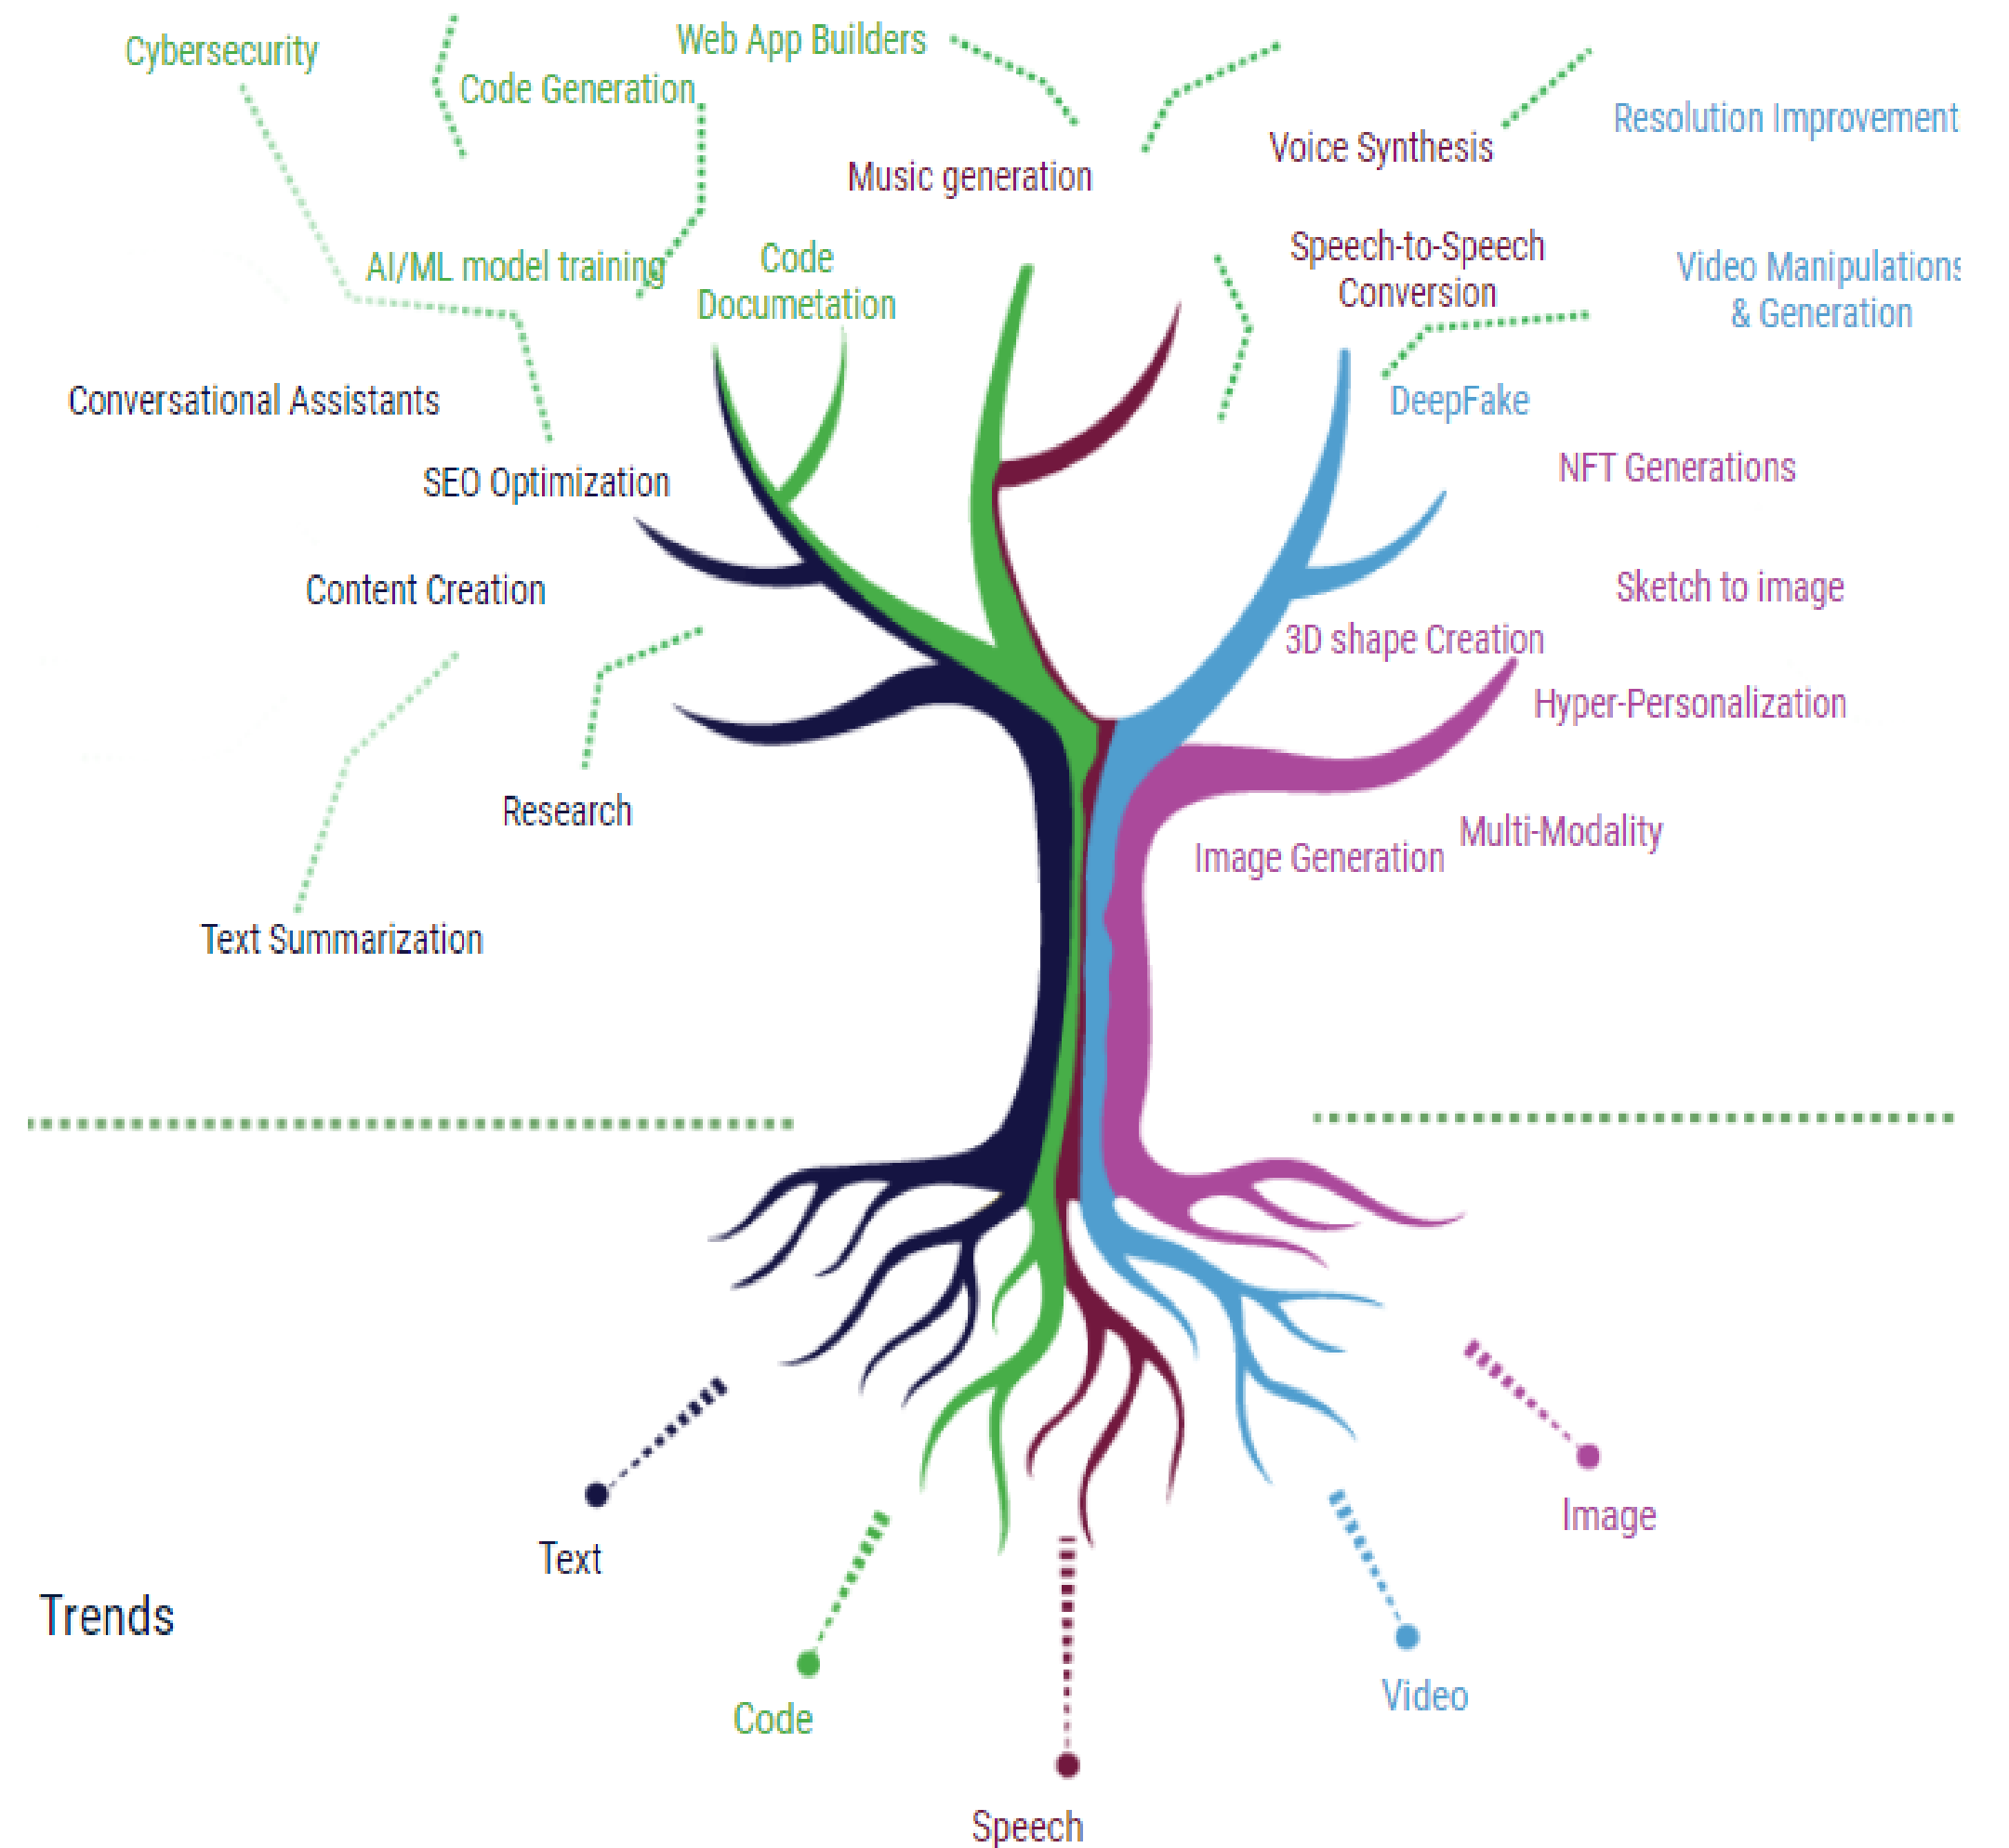 Cybersecurity
Web App Builders
Code Generation
Resolution Improvement
Voice Synthesis
Music generation
Speech-to-Speech
Conversion
AI/ML model training
Code
Documetation
Video Manipulations
& Generation
Conversational Assistants
DeepFake
SEO Optimization
NFT Generations
Content Creation
Sketch to image
3D shape Creation
Hyper-Personalization
Research
Multi-Modality
Image Generation
Text Summarization
Image
Text
Trends
Video
Code
Speech